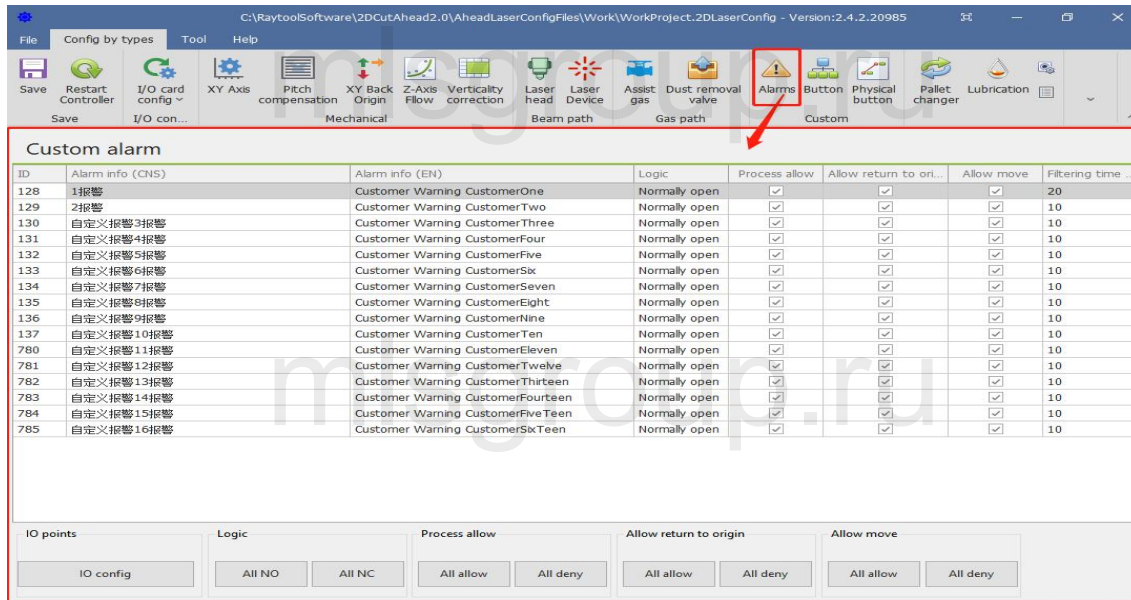 C:\RaytoolSoftware\2DCutAhead2.0\AheadLaserConfigFiles\Work\WorkProject.2DLaserConfig - Version:2.4.2.20985
File Config by types Tool Help
Save Restart Controller I/O card config XY Axis Pitch compensation XY Back Origin Z-Axis Fllow Verticality correction Laser head Laser Device Assist gas Dust removal valve Alarms Button Physical button Pallet changer Lubrication
Save I/O con... Mechanical Beam path Gas path Custom
Custom alarm
ID Alarm info (CNS) Alarm info (EN) Logic Process allow Allow return to ori... Allow move Filtering time ...
128 1报警 Customer Warning CustomerOne Normally open 20
129 2报警 Customer Warning CustomerTwo Normally open 10
130 自定义报警3报警 Customer Warning CustomerThree Normally open 10
131 自定义报警4报警 Customer Warning CustomerFour Normally open 10
132 自定义报警5报警 Customer Warning CustomerFive Normally open 10
133 自定义报警6报警 Customer Warning CustomerSix Normally open 10
134 自定义报警7报警 Customer Warning CustomerSeven Normally open 10
135 自定义报警8报警 Customer Warning CustomerEight Normally open 10
136 自定义报警9报警 Customer Warning CustomerNine Normally open 10
137 自定义报警10报警 Customer Warning CustomerTen Normally open 10
780 自定义报警11报警 Customer Warning CustomerEleven Normally open 10
781 自定义报警12报警 Customer Warning CustomerTwelve Normally open 10
782 自定义报警13报警 Customer Warning CustomerThirteen Normally open 10
783 自定义报警14报警 Customer Warning CustomerFourteen Normally open 10
784 自定义报警15报警 Customer Warning CustomerFiveTeen Normally open 10
785 自定义报警16报警 Customer Warning CustomerSixTeen Normally open 10
IO points Logic Process allow Allow return to origin Allow move
IO config All NO All NC All allow All deny All allow All deny All allow All deny
mlsgroup.ru
mlsgroup.ru